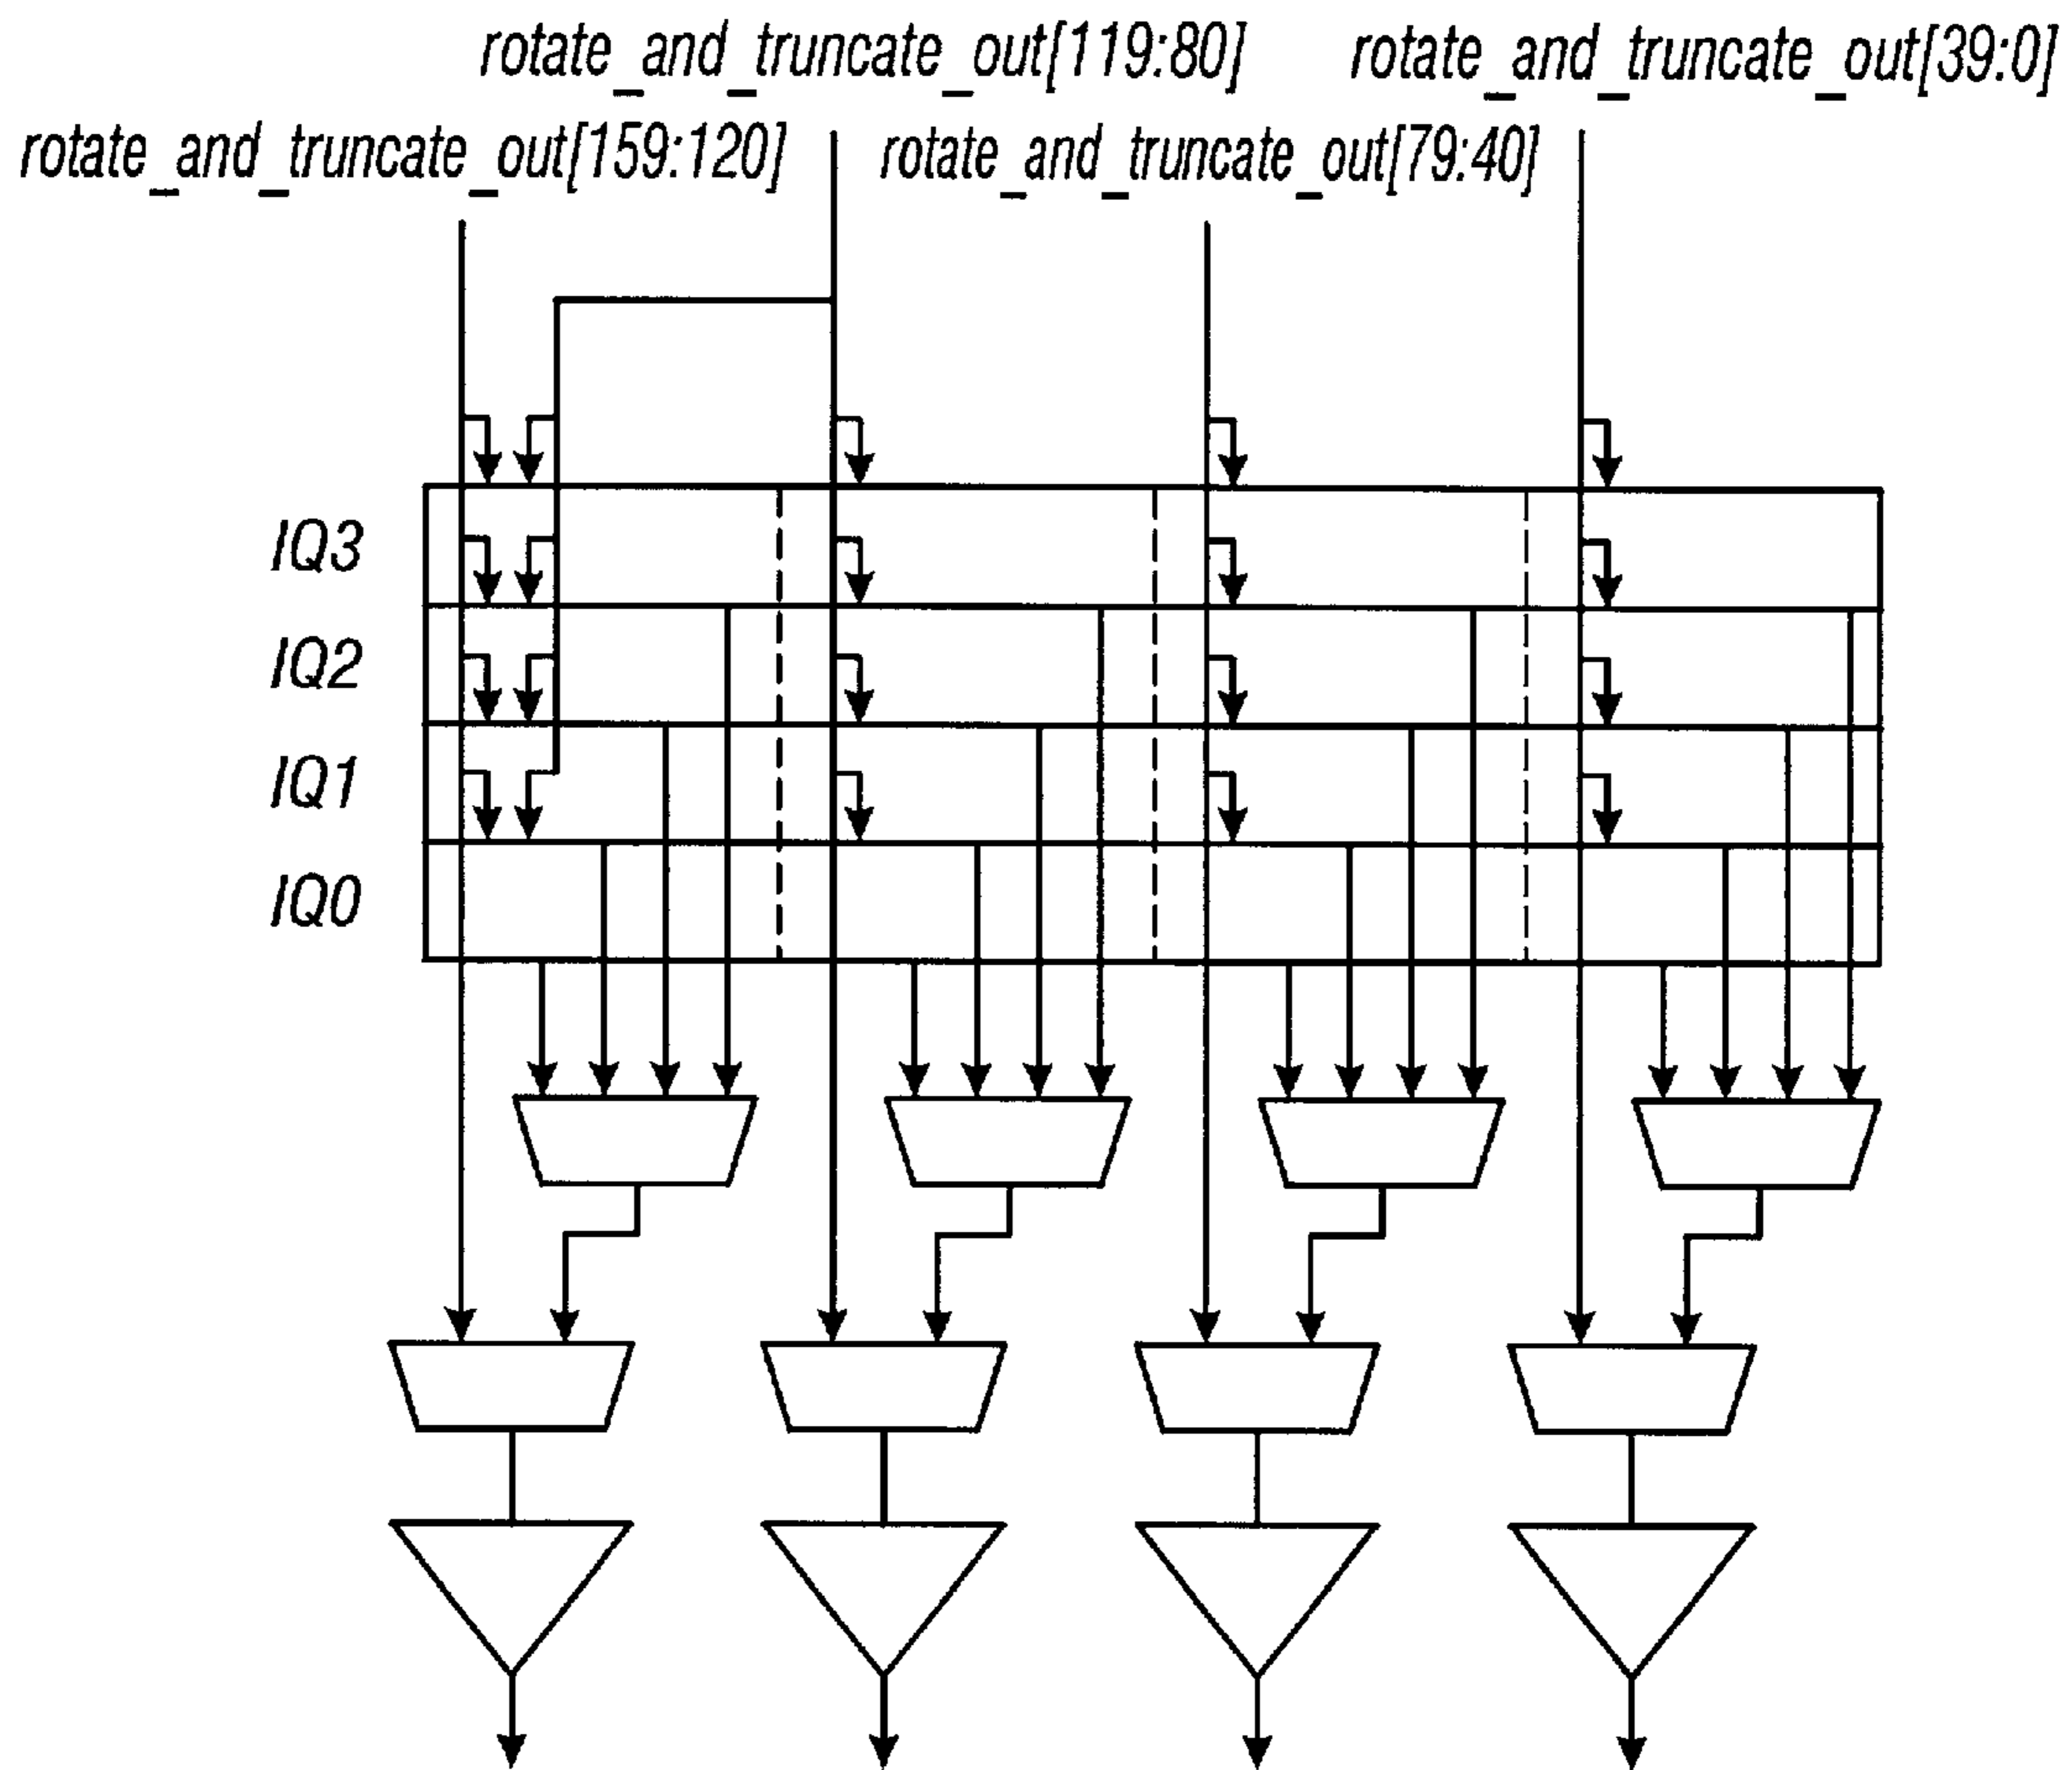 rotate_and_truncate_out[119:80]
rotate_and_truncate_out[39:0]
rotate_and_truncate_out[159:120]
rotate_and_truncate_out[79:40]
IQ3
IQ2
IQ1
IQ0